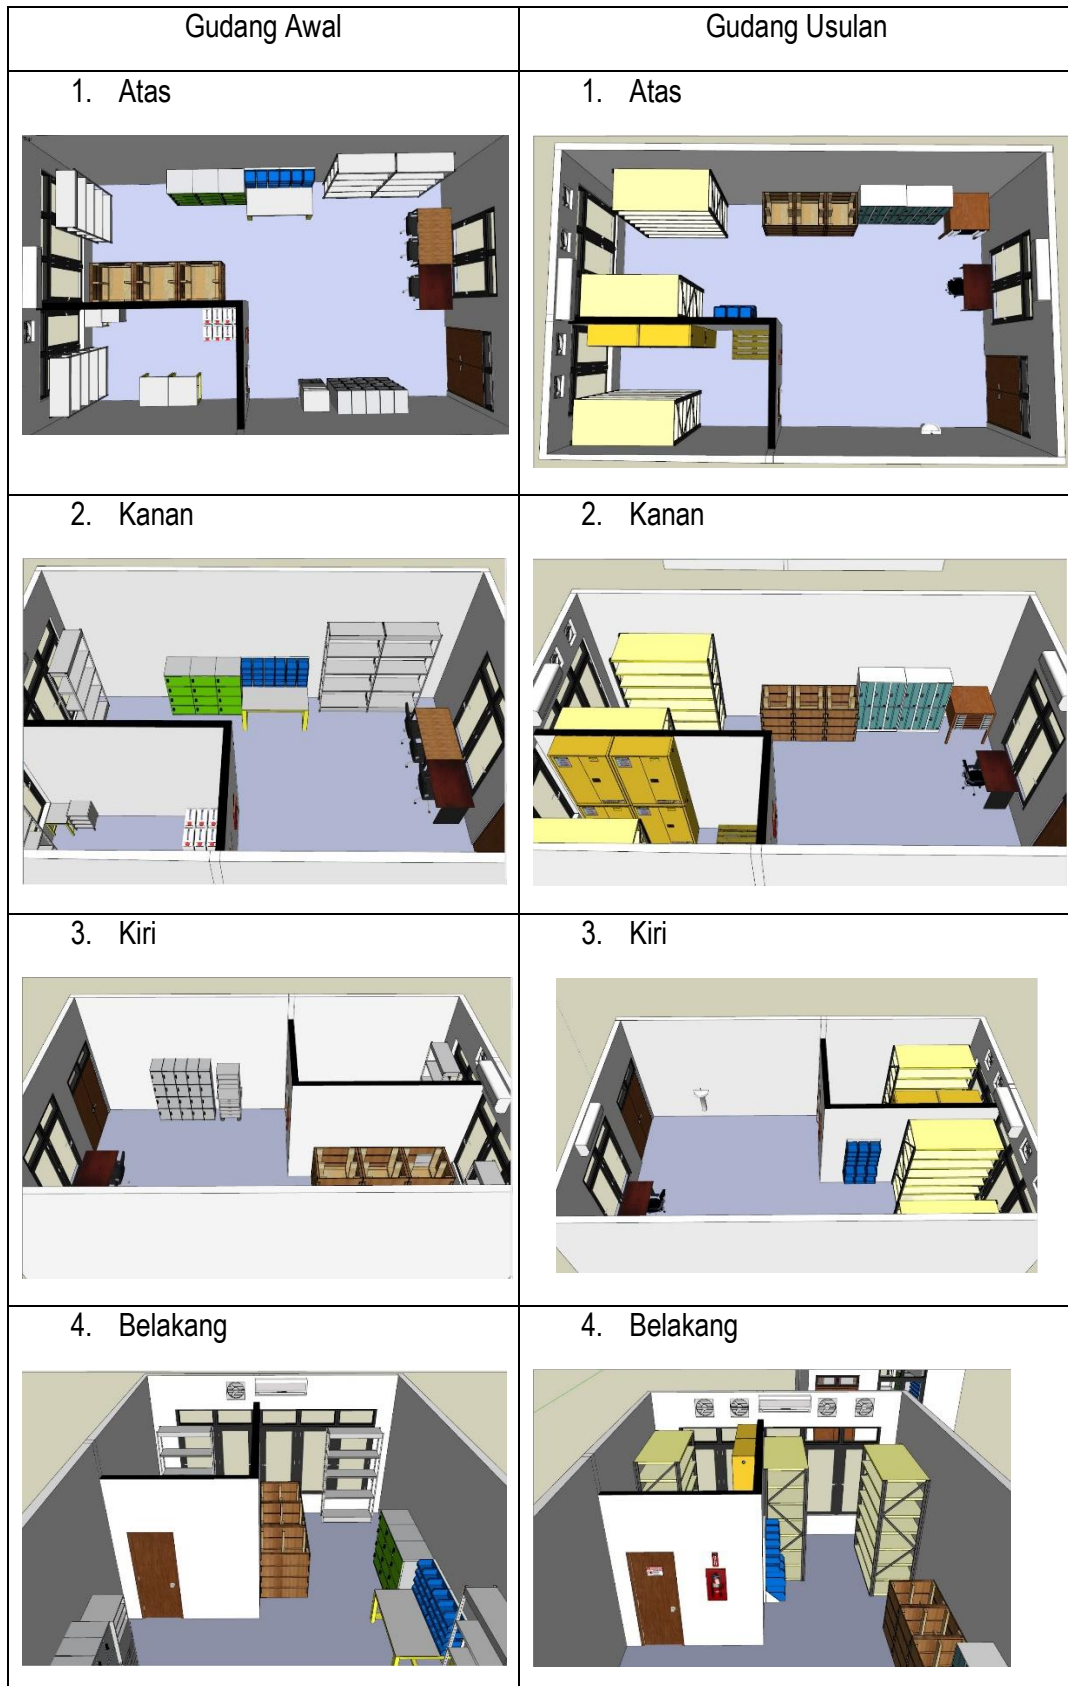 Gudang Awal
Gudang Usulan
1. Atas
1. Atas
2. Kanan
2. Kanan
3. Kiri
3. Kiri
4. Belakang
4. Belakang